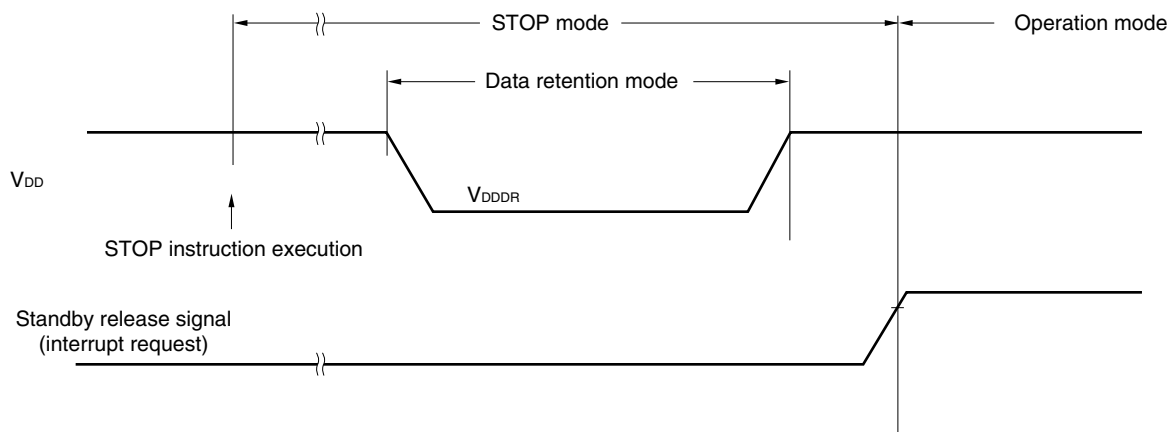 STOP mode
Operation mode
Data retention mode
VDD
VDDDR
STOP instruction execution
Standby release signal
(interrupt request)